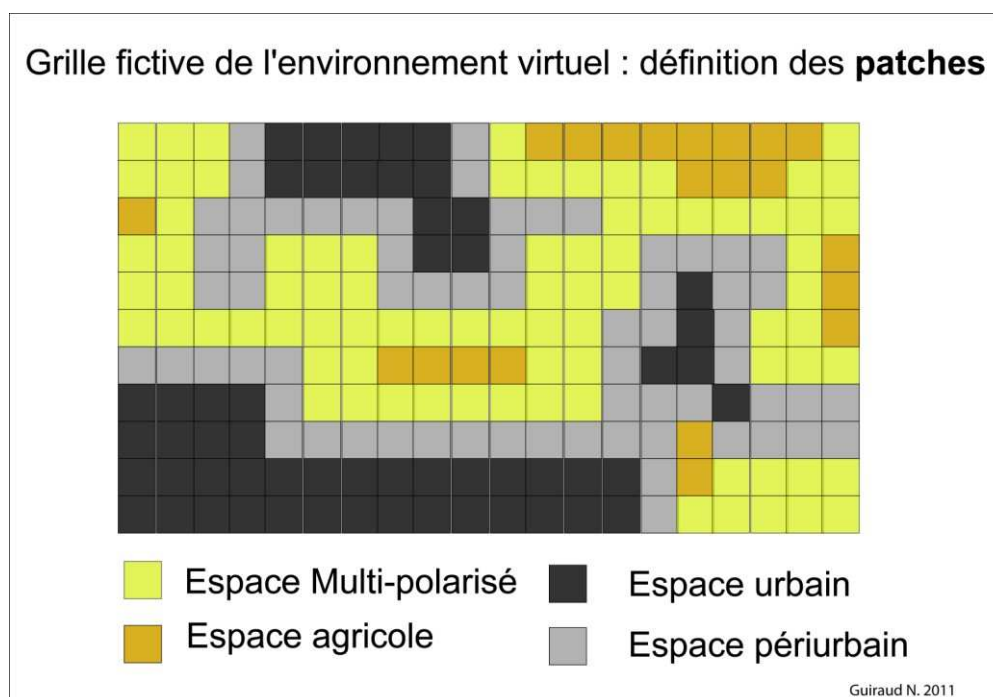 Grille fictive de l'environnement virtuel : définition des patches
Espace Multi-polarisé
Espace urbain
Espace agricole
Espace périurbain
Guiraud N. 2011